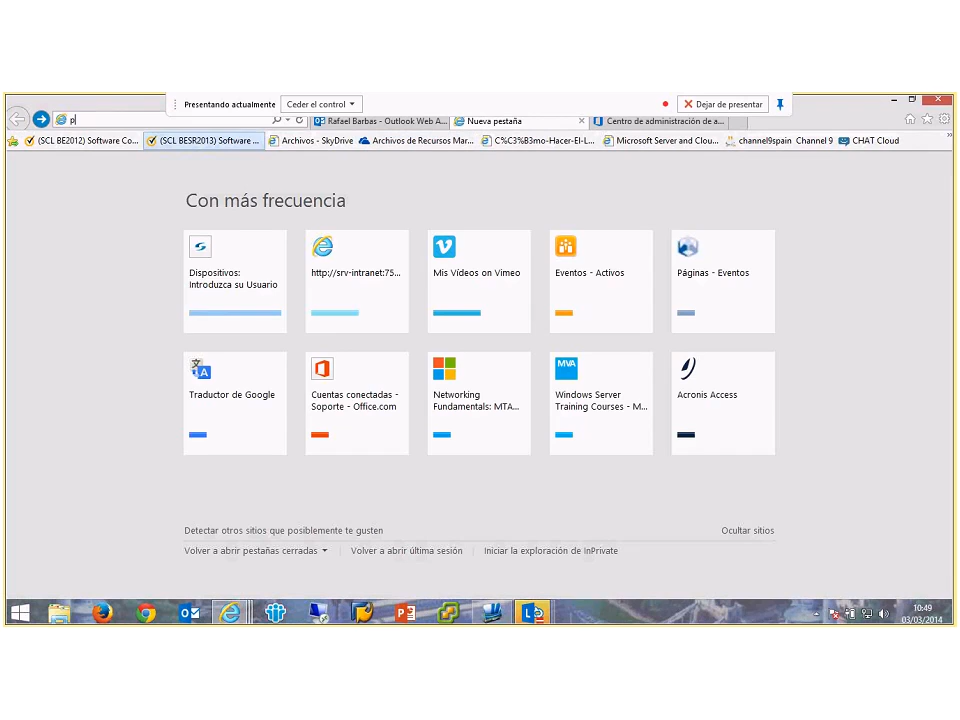 Presentando actualmente Ceder el control Dejar de presentar
p Rafael Barbas - Outlook Web A... Nueva pestaña Centro de administración de a...
(SCL BE2012) Software Co... (SCL BESR2013) Software ... Archivos - SkyDrive Archivos de Recursos Mar... C%C3%B3mo-Hacer-El-L... Microsoft Server and Clou... channel9spain Channel 9 CHAT Cloud
Con más frecuencia
Dispositivos:
Introduzca su Usuario
http://srv-intranet:75...
Mis Vídeos on Vimeo
Eventos - Activos
Páginas - Eventos
Traductor de Google
Cuentas conectadas -
Soporte - Office.com
Networking
Fundamentals: MTA...
MVA
Windows Server
Training Courses - M...
Acronis Access
Detectar otros sitios que posiblemente te gusten Ocultar sitios
Volver a abrir pestañas cerradas Volver a abrir última sesión Iniciar la exploración de InPrivate
10:49
03/03/2014